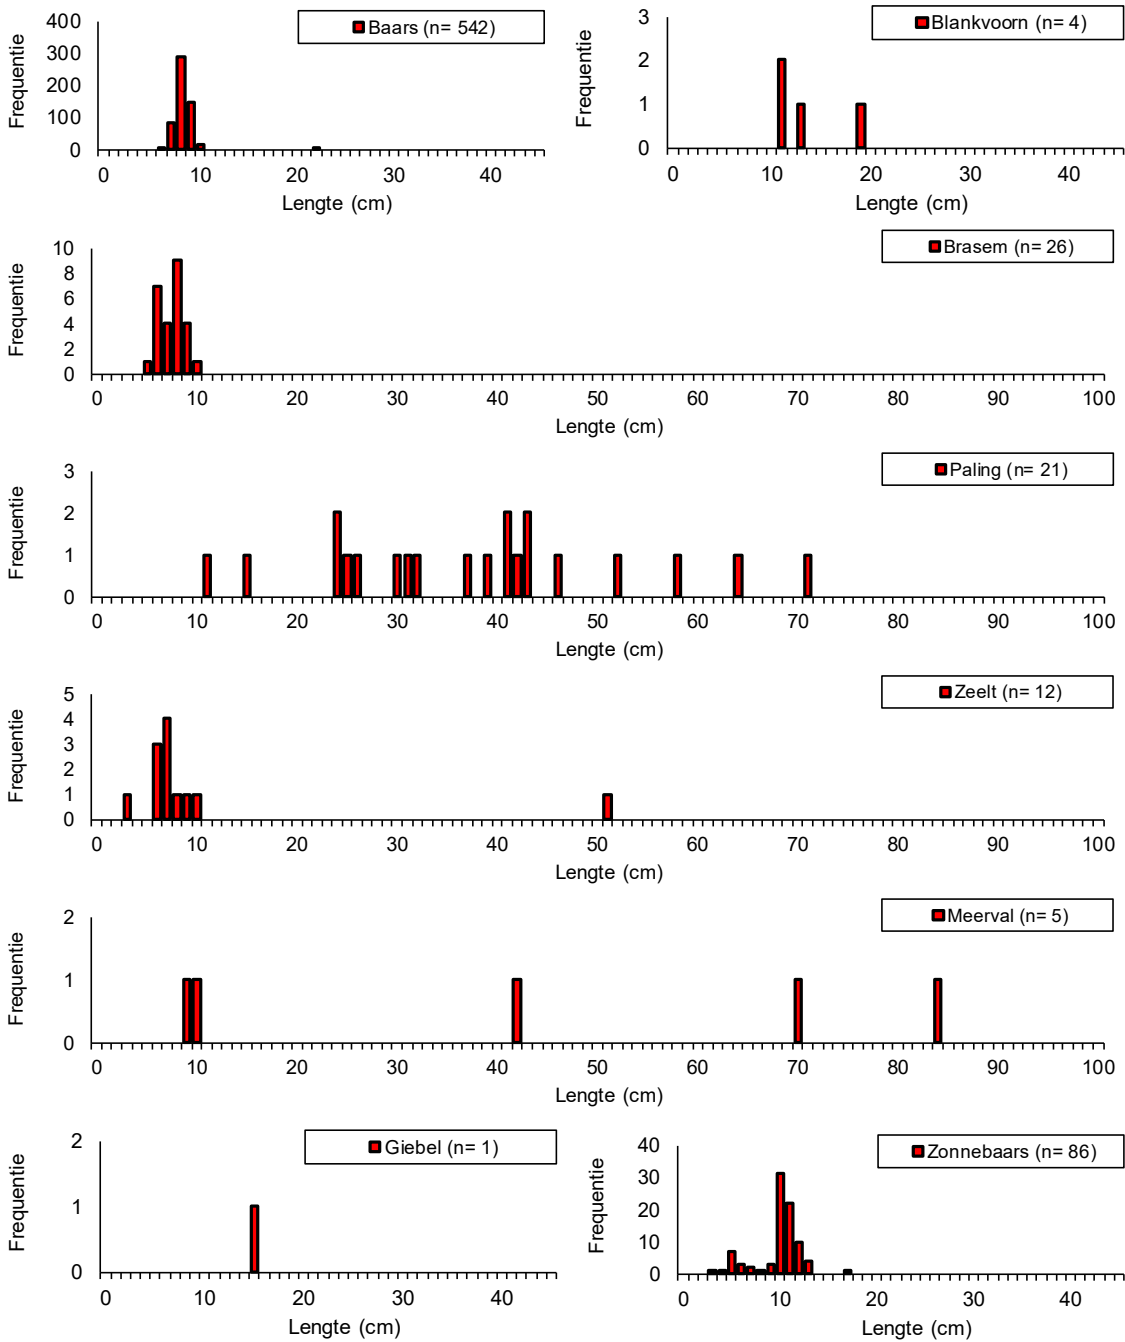 Baars (n= 542)
Frequentie
400
300
200
100
0
0 10 20 30 40
Lengte (cm)
Blankvoorn (n= 4)
Frequentie
3
2
1
0
0 10 20 30 40
Lengte (cm)
Brasem (n= 26)
Frequentie
10
8
6
4
2
0
0 10 20 30 40 50 60 70 80 90 100
Lengte (cm)
Paling (n= 21)
Frequentie
3
2
1
0
0 10 20 30 40 50 60 70 80 90 100
Lengte (cm)
Zeelt (n= 12)
Frequentie
5
4
3
2
1
0
0 10 20 30 40 50 60 70 80 90 100
Lengte (cm)
Meerval (n= 5)
Frequentie
2
1
0
0 10 20 30 40 50 60 70 80 90 100
Lengte (cm)
Giebel (n= 1)
Frequentie
2
1
0
0 10 20 30 40
Lengte (cm)
Zonnebaars (n= 86)
Frequentie
40
30
20
10
0
0 10 20 30 40
Lengte (cm)